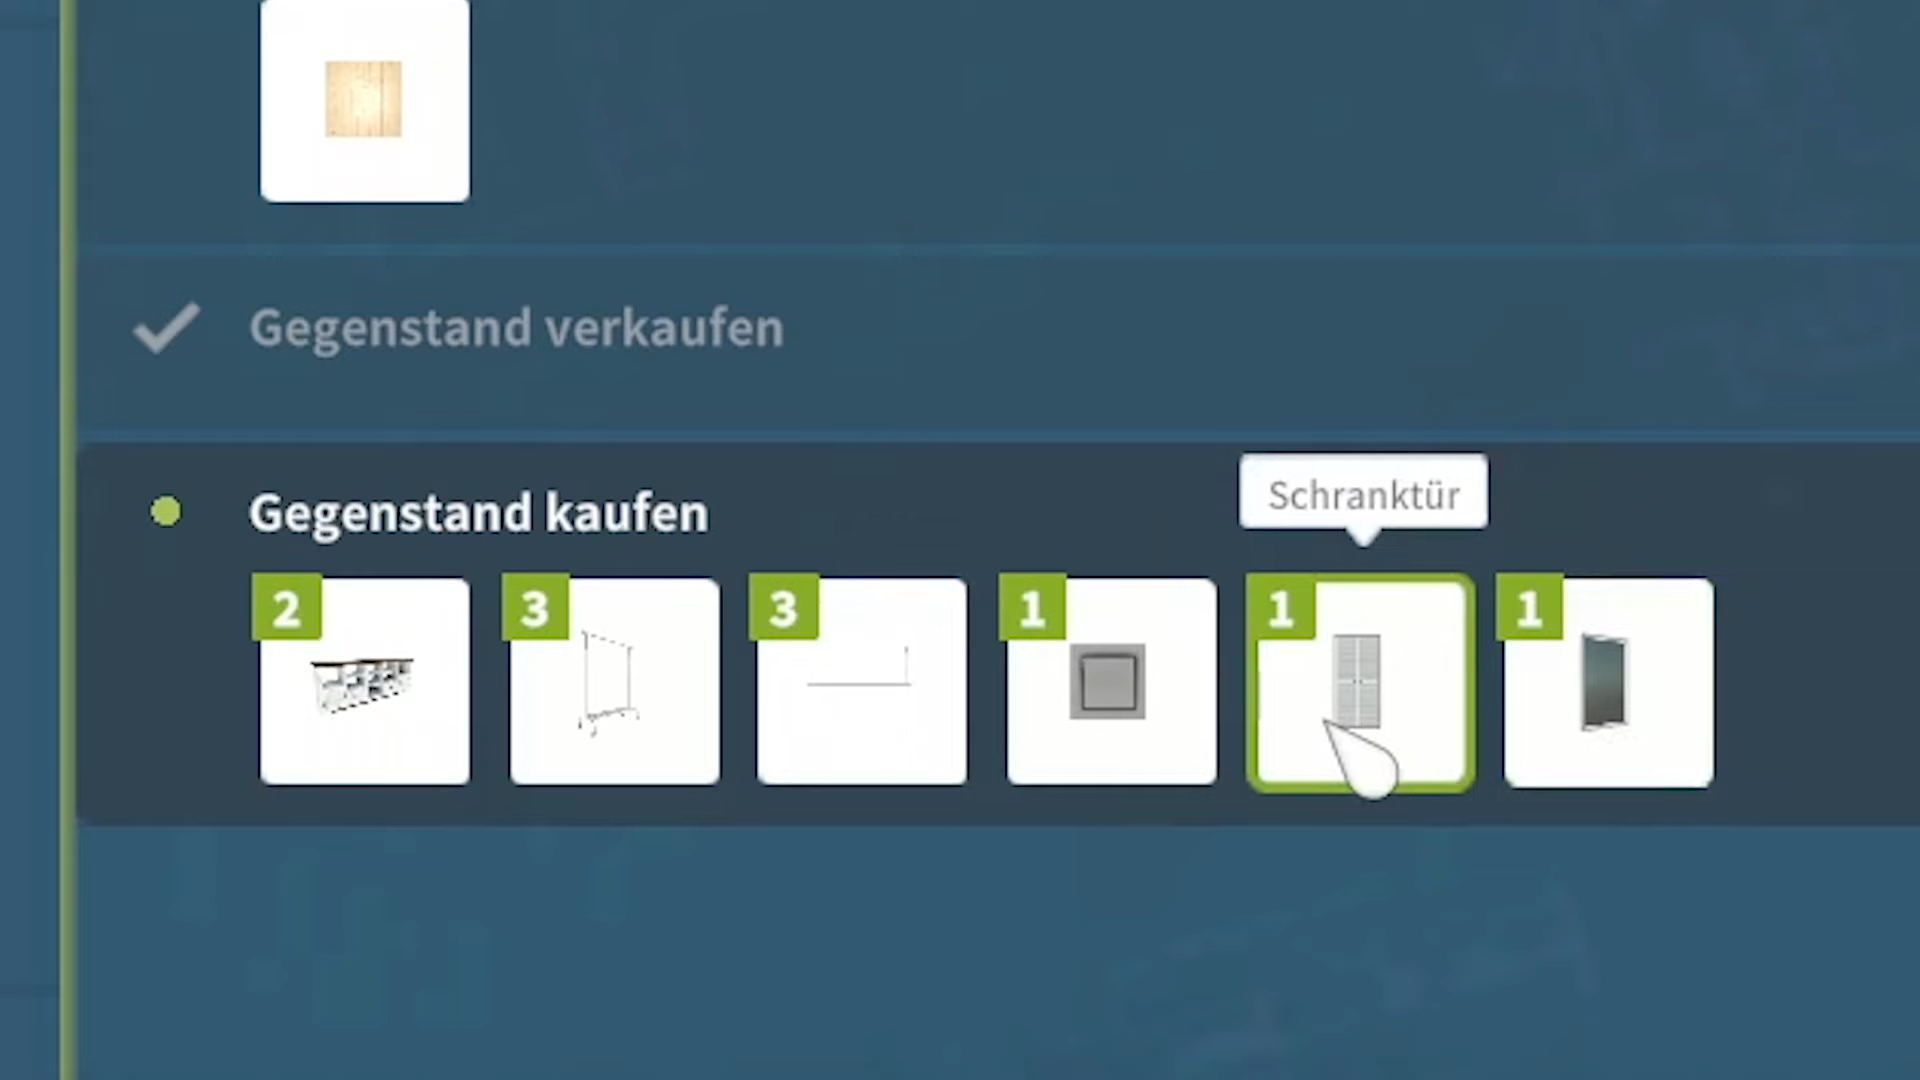 Gegenstand verkaufen
Gegenstand kaufen
Schranktür
2 3 3 1 1 1